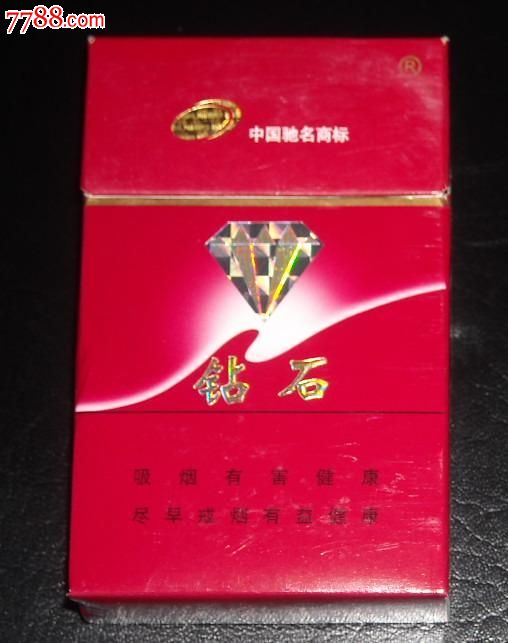 7788.com
®
中国驰名商标
钻石
吸烟有害健康
尽早戒烟有益健康